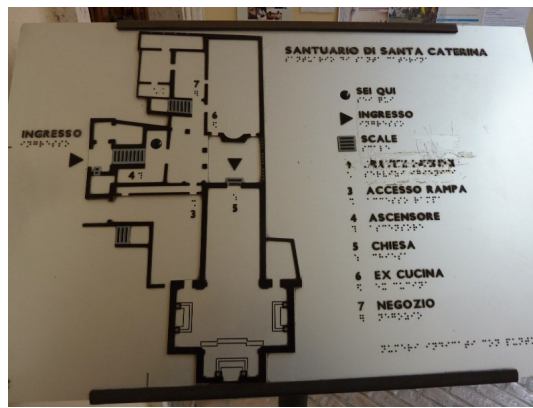 SANTUARIO DI SANTA CATERINA
SEI QUI
INGRESSO
INGRESSO
SCALE
3 ACCESSO RAMPA
4 ASCENSORE
5 CHIESA
6 EX CUCINA
7 NEGOZIO
7
6
4
3
5